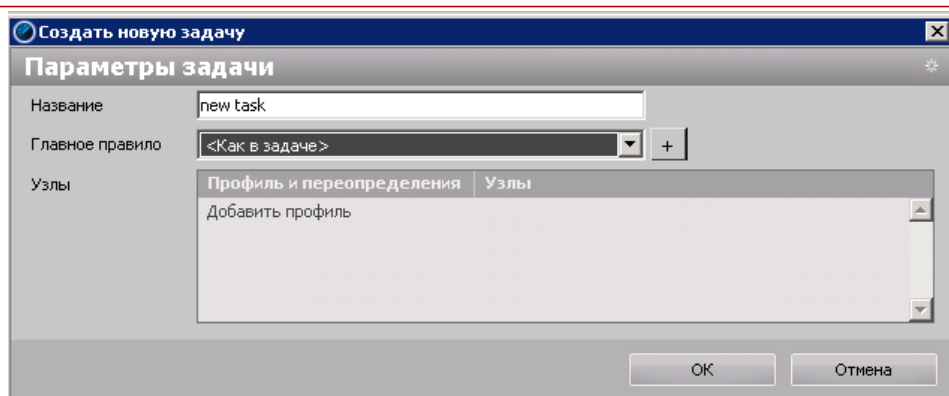 Создать новую задачу
Параметры задачи
Название new task
Главное правило <Как в задаче> +
Узлы Профиль и переопределения Узлы
Добавить профиль
OK Отмена